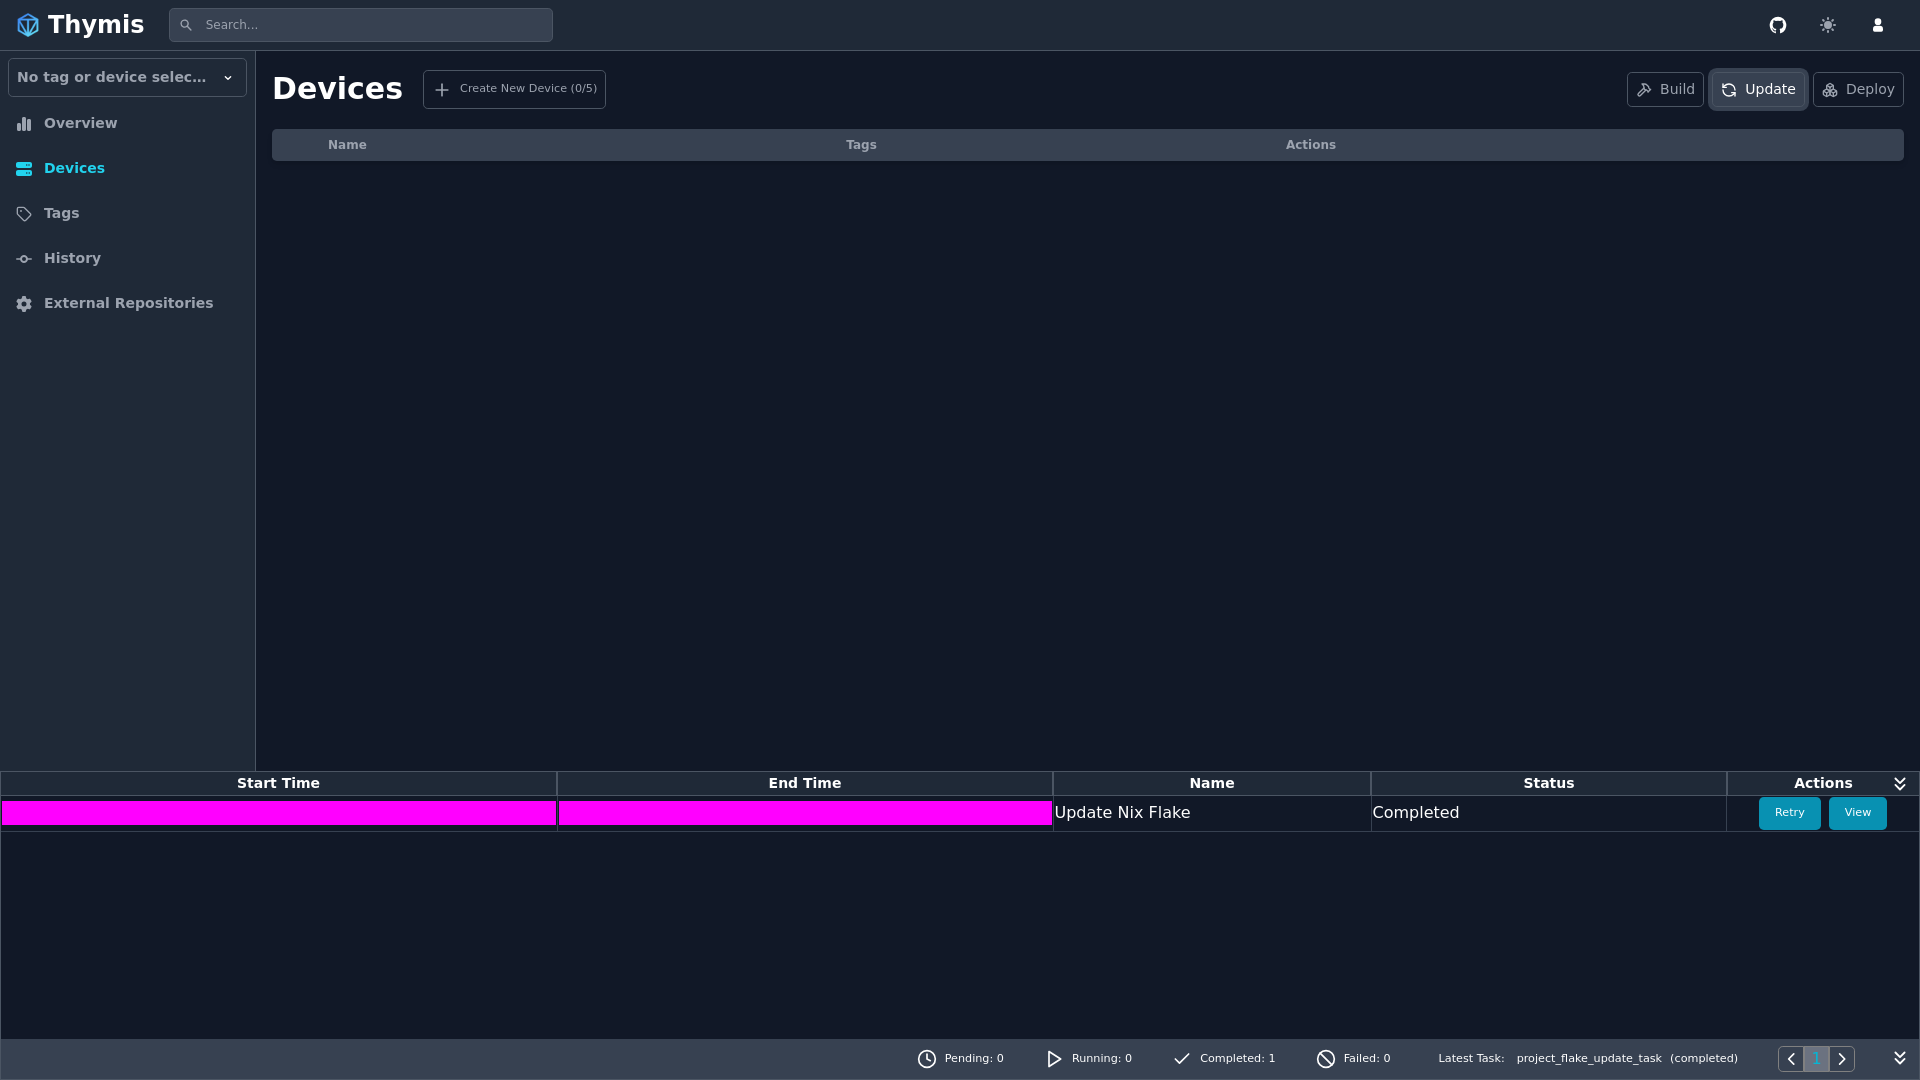 Thymis
Search...
No tag or device selec...
Overview
Devices
Tags
History
External Repositories
Devices
Create New Device (0/5)
Build
Update
Deploy
Name Tags Actions
Start Time End Time Name Status Actions
Update Nix Flake Completed Retry View
Pending: 0 Running: 0 Completed: 1 Failed: 0 Latest Task: project_flake_update_task (completed) 1